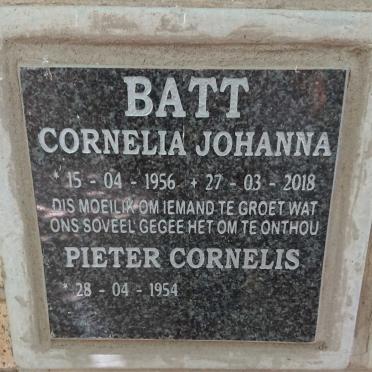 BATT
CORNELIA JOHANNA
* 15 - 04 - 1956 + 27 - 03 - 2018
DIS MOEILIK OM IEMAND TE GROET WAT
ONS SOVEEL GEGEE HET OM TE ONTHOU
PIETER CORNELIS
* 28 - 04 - 1954